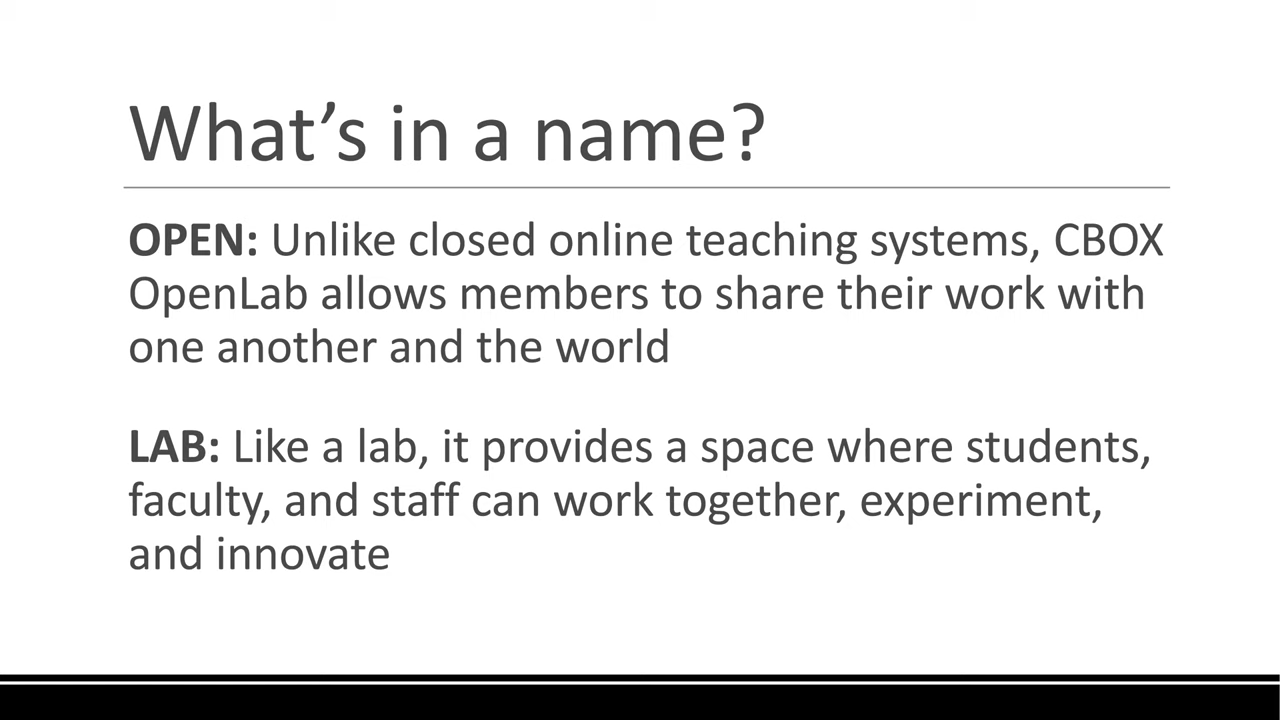 What’s in a name?
OPEN: Unlike closed online teaching systems, CBOX
OpenLab allows members to share their work with
one another and the world
LAB: Like a lab, it provides a space where students,
faculty, and staff can work together, experiment,
and innovate